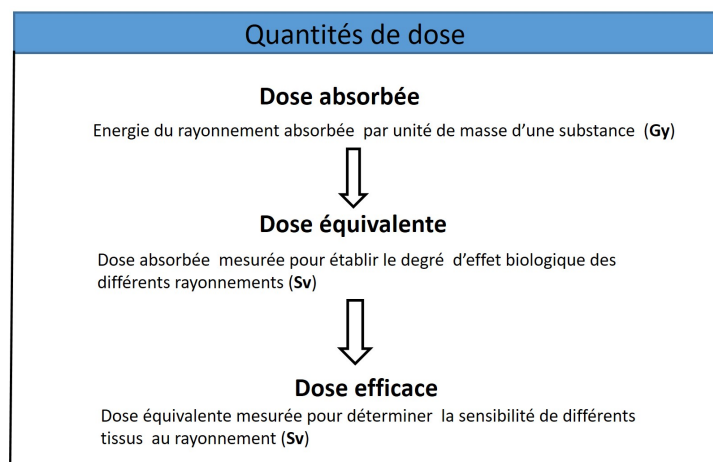 Quantités de dose
Dose absorbée
Energie du rayonnement absorbée par unité de masse d'une substance (Gy)
Dose équivalente
Dose absorbée mesurée pour établir le degré d'effet biologique des
différents rayonnements (Sv)
Dose efficace
Dose équivalente mesurée pour déterminer la sensibilité de différents
tissus au rayonnement (Sv)